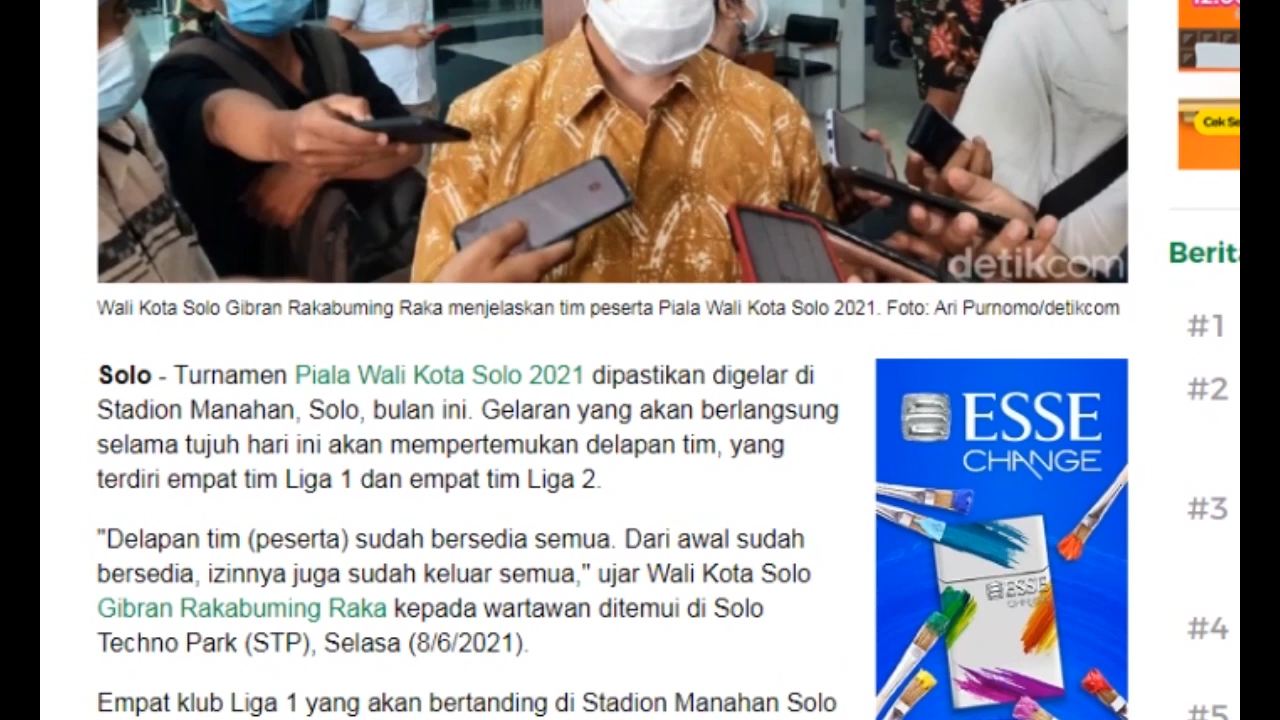 Cek Se
detikcom
Wali Kota Solo Gibran Rakabuming Raka menjelaskan tim peserta Piala Wali Kota Solo 2021. Foto: Ari Purnomo/detikcom
Berita
#1
#2
#3
#4
#5
Solo - Turnamen Piala Wali Kota Solo 2021 dipastikan digelar di
Stadion Manahan, Solo, bulan ini. Gelaran yang akan berlangsung
selama tujuh hari ini akan mempertemukan delapan tim, yang
terdiri empat tim Liga 1 dan empat tim Liga 2.
"Delapan tim (peserta) sudah bersedia semua. Dari awal sudah
bersedia, izinnya juga sudah keluar semua," ujar Wali Kota Solo
Gibran Rakabuming Raka kepada wartawan ditemui di Solo
Techno Park (STP), Selasa (8/6/2021).
Empat klub Liga 1 yang akan bertanding di Stadion Manahan Solo
ESSE
CHANGE
ESSE